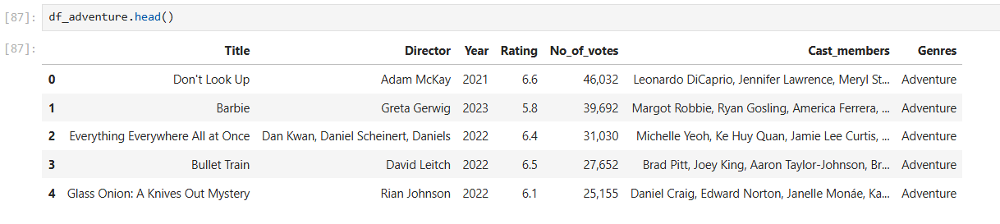 [87]: df_adventure.head()
[87]:
Title Director Year Rating No_of_votes Cast_members Genres
0 Don't Look Up Adam McKay 2021 6.6 46,032 Leonardo DiCaprio, Jennifer Lawrence, Meryl St... Adventure
1 Barbie Greta Gerwig 2023 5.8 39,692 Margot Robbie, Ryan Gosling, America Ferrera, ... Adventure
2 Everything Everywhere All at Once Dan Kwan, Daniel Scheinert, Daniels 2022 6.4 31,030 Michelle Yeoh, Ke Huy Quan, Jamie Lee Curtis, ... Adventure
3 Bullet Train David Leitch 2022 6.5 27,652 Brad Pitt, Joey King, Aaron Taylor-Johnson, Br... Adventure
4 Glass Onion: A Knives Out Mystery Rian Johnson 2022 6.1 25,155 Daniel Craig, Edward Norton, Janelle Monáe, Ka... Adventure